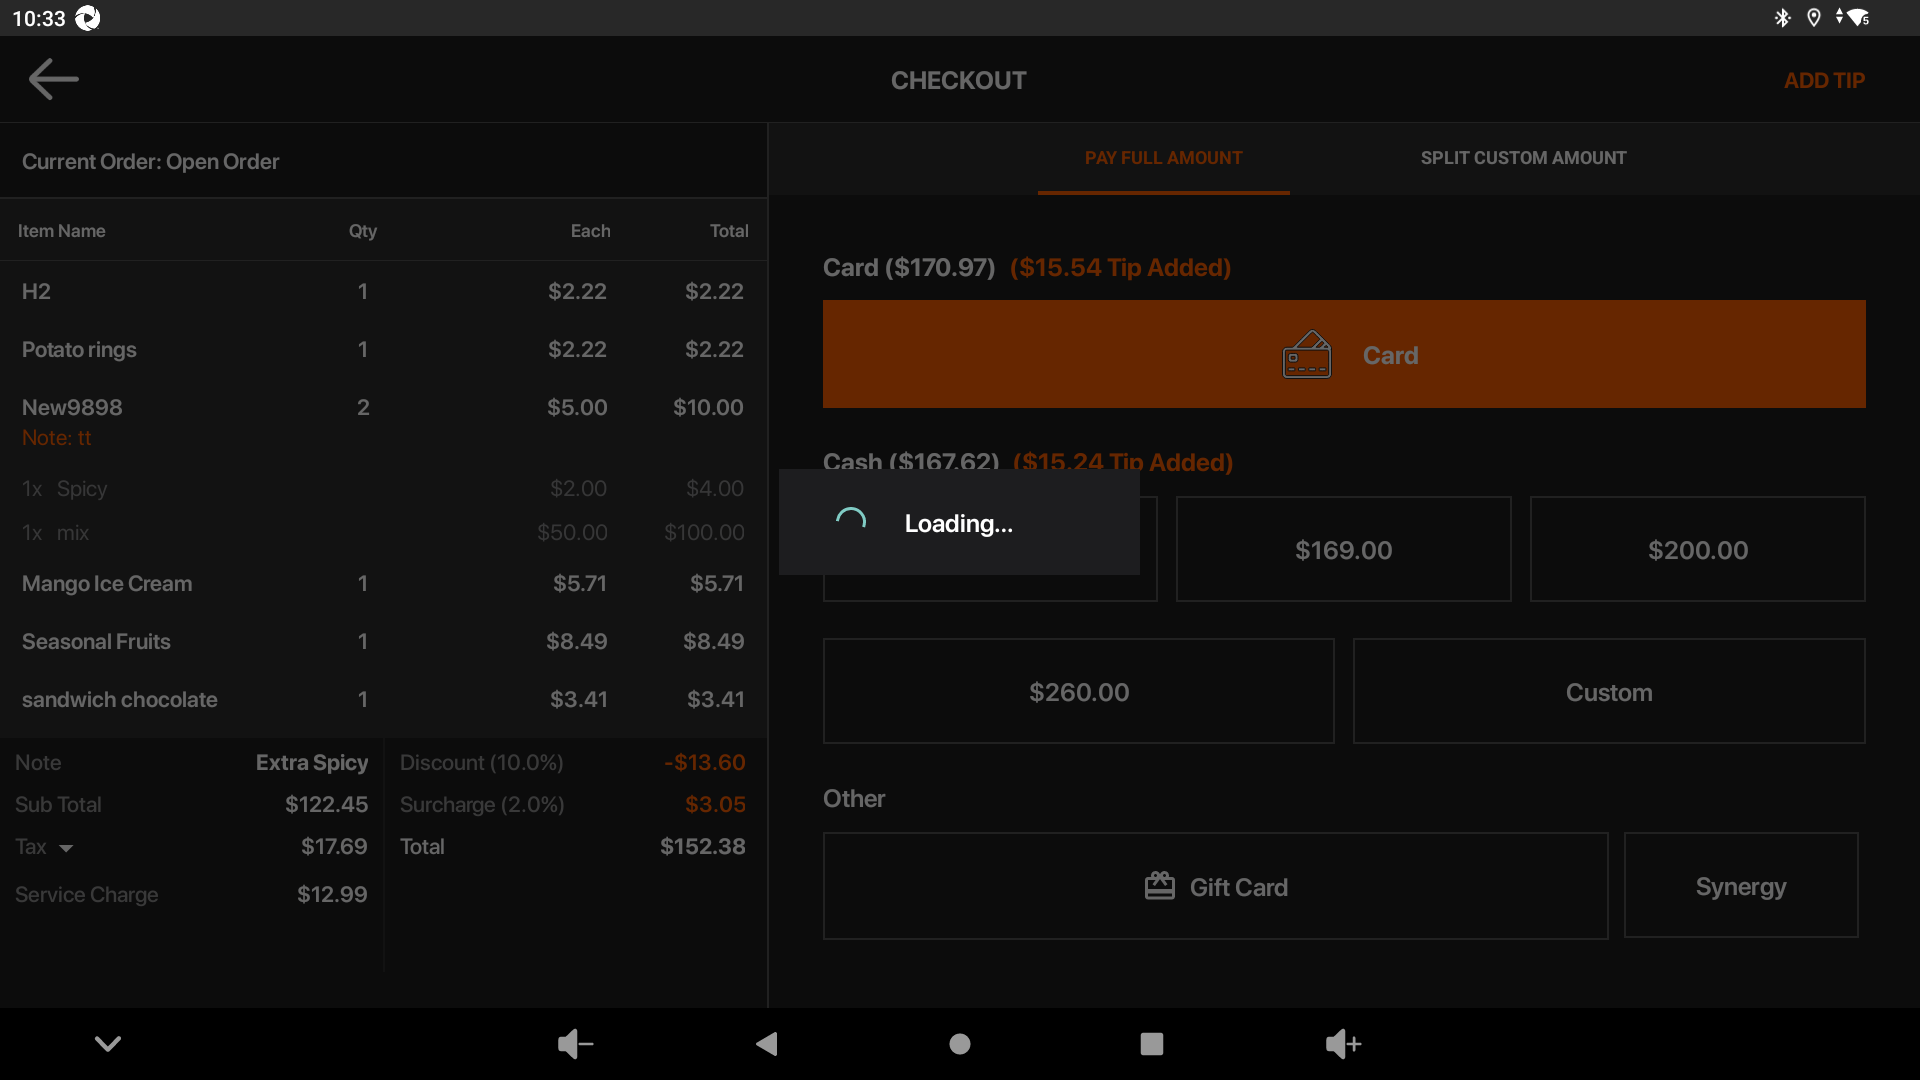 10:33
5
CHECKOUT
ADD TIP
Current Order: Open Order
PAY FULL AMOUNT
SPLIT CUSTOM AMOUNT
Item Name Qty Each Total
H2 1 $2.22 $2.22
Potato rings 1 $2.22 $2.22
New9898 2 $5.00 $10.00
Note: tt
1x Spicy $2.00 $4.00
1x mix $50.00 $100.00
Mango Ice Cream 1 $5.71 $5.71
Seasonal Fruits 1 $8.49 $8.49
sandwich chocolate 1 $3.41 $3.41
Note Extra Spicy
Sub Total $122.45
Tax $17.69
Service Charge $12.99
Discount (10.0%) -$13.60
Surcharge (2.0%) $3.05
Total $152.38
Card ($170.97) ($15.54 Tip Added)
Card
Cash ($167.62) ($15.24 Tip Added)
Loading...
$169.00
$200.00
$260.00
Custom
Other
Gift Card
Synergy